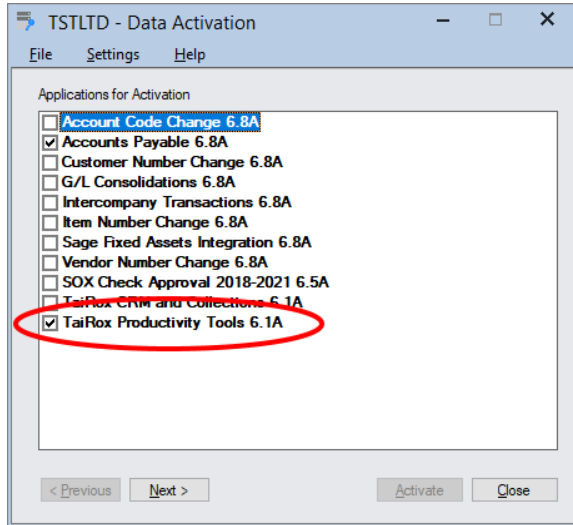 TSTLTD - Data Activation
File Settings Help
Applications for Activation
Account Code Change 6.8A
Accounts Payable 6.8A
Customer Number Change 6.8A
G/L Consolidations 6.8A
Intercompany Transactions 6.8A
Item Number Change 6.8A
Sage Fixed Assets Integration 6.8A
Vendor Number Change 6.8A
SOX Check Approval 2018-2021 6.5A
TaiRox CRM and Collections 6.1A
TaiRox Productivity Tools 6.1A
< Previous Next > Activate Close